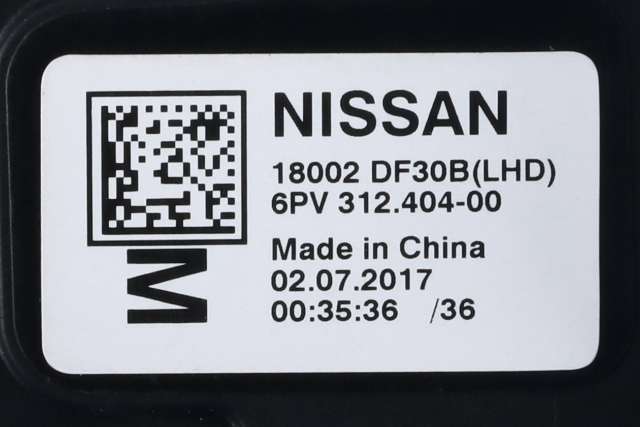 NISSAN
18002 DF30B(LHD)
6PV 312.404-00
Made in China
02.07.2017
00:35:36 /36
M